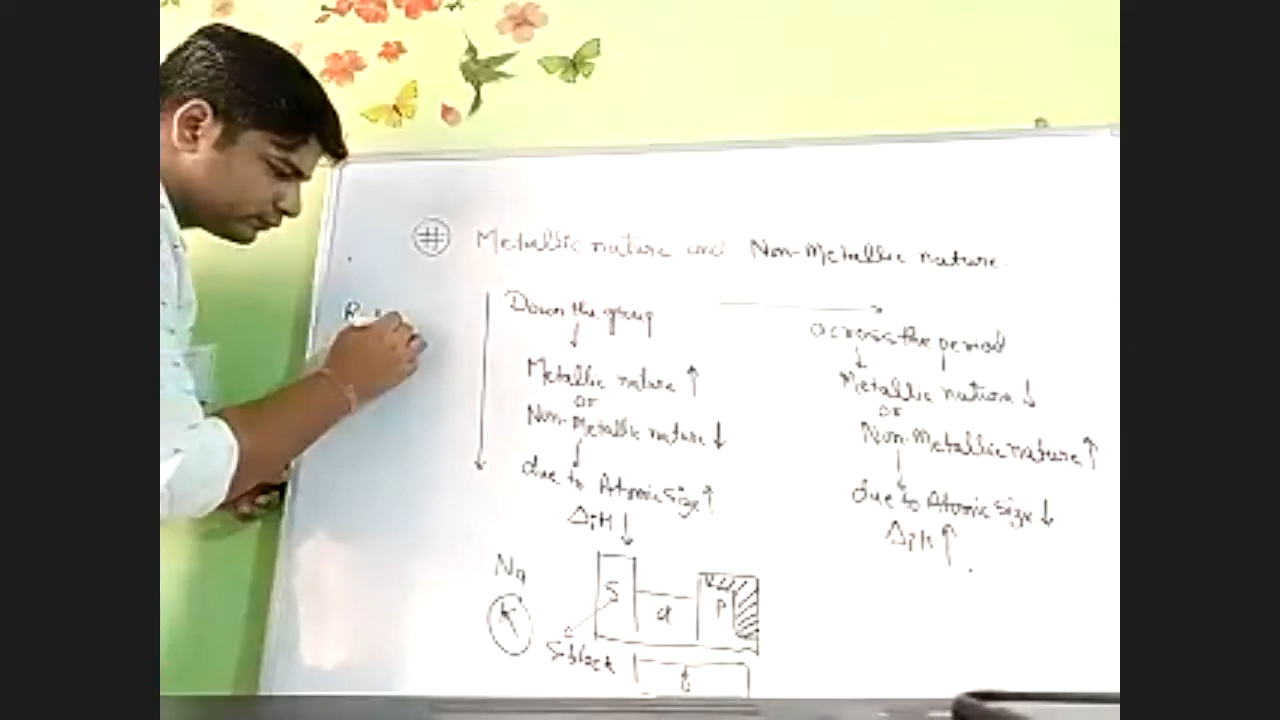 # Metallic nature and Non-Metallic nature.
Down the group
↓
Metallic nature ↑
or
Non-Metallic nature ↓
↓
due to Atomic size ↑
ΔiH ↓
→
across the period
↓
Metallic nature ↓
or
Non-Metallic nature ↑
↓
due to Atomic size ↓
ΔiH ↑
Na
K
S
d
P
S-block
f